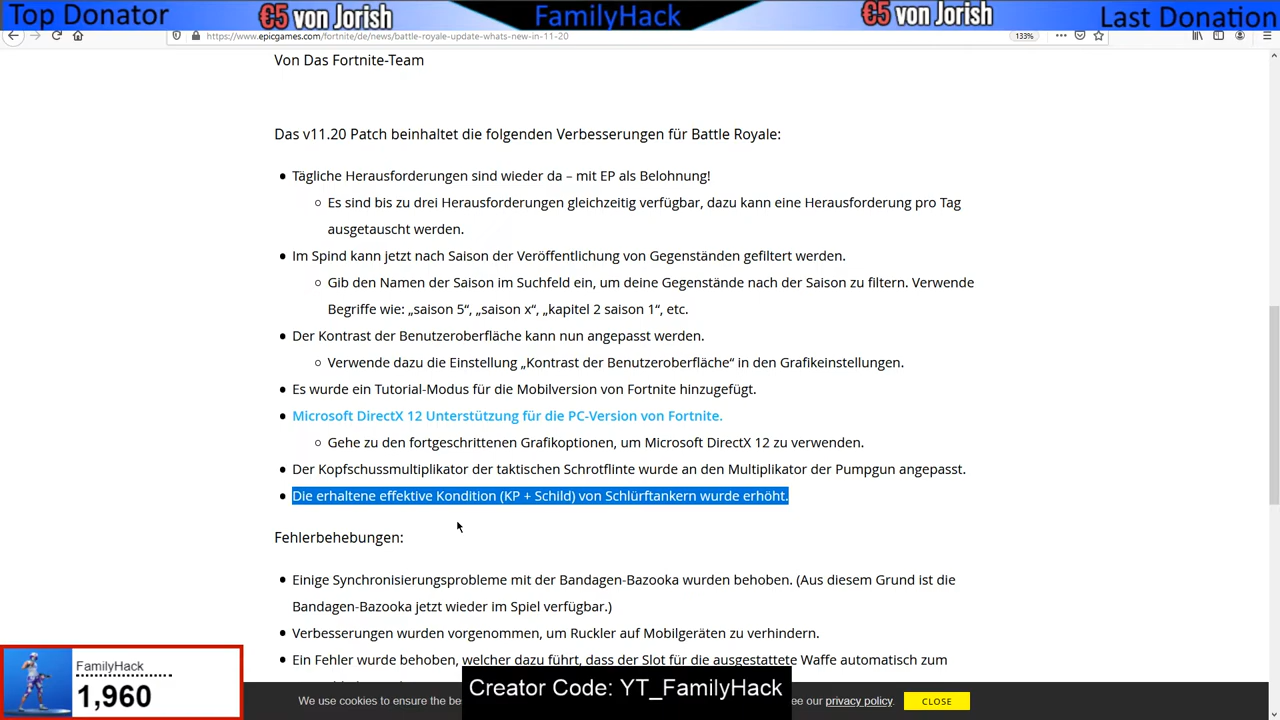 Top Donator
€5 von Jorish
FamilyHack
€5 von Jorish
Last Donation
https://www.epicgames.com/fortnite/de/news/battle-royale-update-whats-new-in-11-20
133%
Von Das Fortnite-Team
Das v11.20 Patch beinhaltet die folgenden Verbesserungen für Battle Royale:
Tägliche Herausforderungen sind wieder da – mit EP als Belohnung!
Es sind bis zu drei Herausforderungen gleichzeitig verfügbar, dazu kann eine Herausforderung pro Tag
ausgetauscht werden.
Im Spind kann jetzt nach Saison der Veröffentlichung von Gegenständen gefiltert werden.
Gib den Namen der Saison im Suchfeld ein, um deine Gegenstände nach der Saison zu filtern. Verwende
Begriffe wie: „saison 5“, „saison x“, „kapitel 2 saison 1“, etc.
Der Kontrast der Benutzeroberfläche kann nun angepasst werden.
Verwende dazu die Einstellung „Kontrast der Benutzeroberfläche“ in den Grafikeinstellungen.
Es wurde ein Tutorial-Modus für die Mobilversion von Fortnite hinzugefügt.
Microsoft DirectX 12 Unterstützung für die PC-Version von Fortnite.
Gehe zu den fortgeschrittenen Grafikoptionen, um Microsoft DirectX 12 zu verwenden.
Der Kopfschussmultiplikator der taktischen Schrotflinte wurde an den Multiplikator der Pumpgun angepasst.
Die erhaltene effektive Kondition (KP + Schild) von Schlürftankern wurde erhöht.
Fehlerbehebungen:
Einige Synchronisierungsprobleme mit der Bandagen-Bazooka wurden behoben. (Aus diesem Grund ist die
Bandagen-Bazooka jetzt wieder im Spiel verfügbar.)
Verbesserungen wurden vorgenommen, um Ruckler auf Mobilgeräten zu verhindern.
Ein Fehler wurde behoben, welcher dazu führt, dass der Slot für die ausgestattete Waffe automatisch zum
FamilyHack
1,960
We use cookies to ensure the be
Creator Code: YT_FamilyHack
ee our privacy policy.
CLOSE